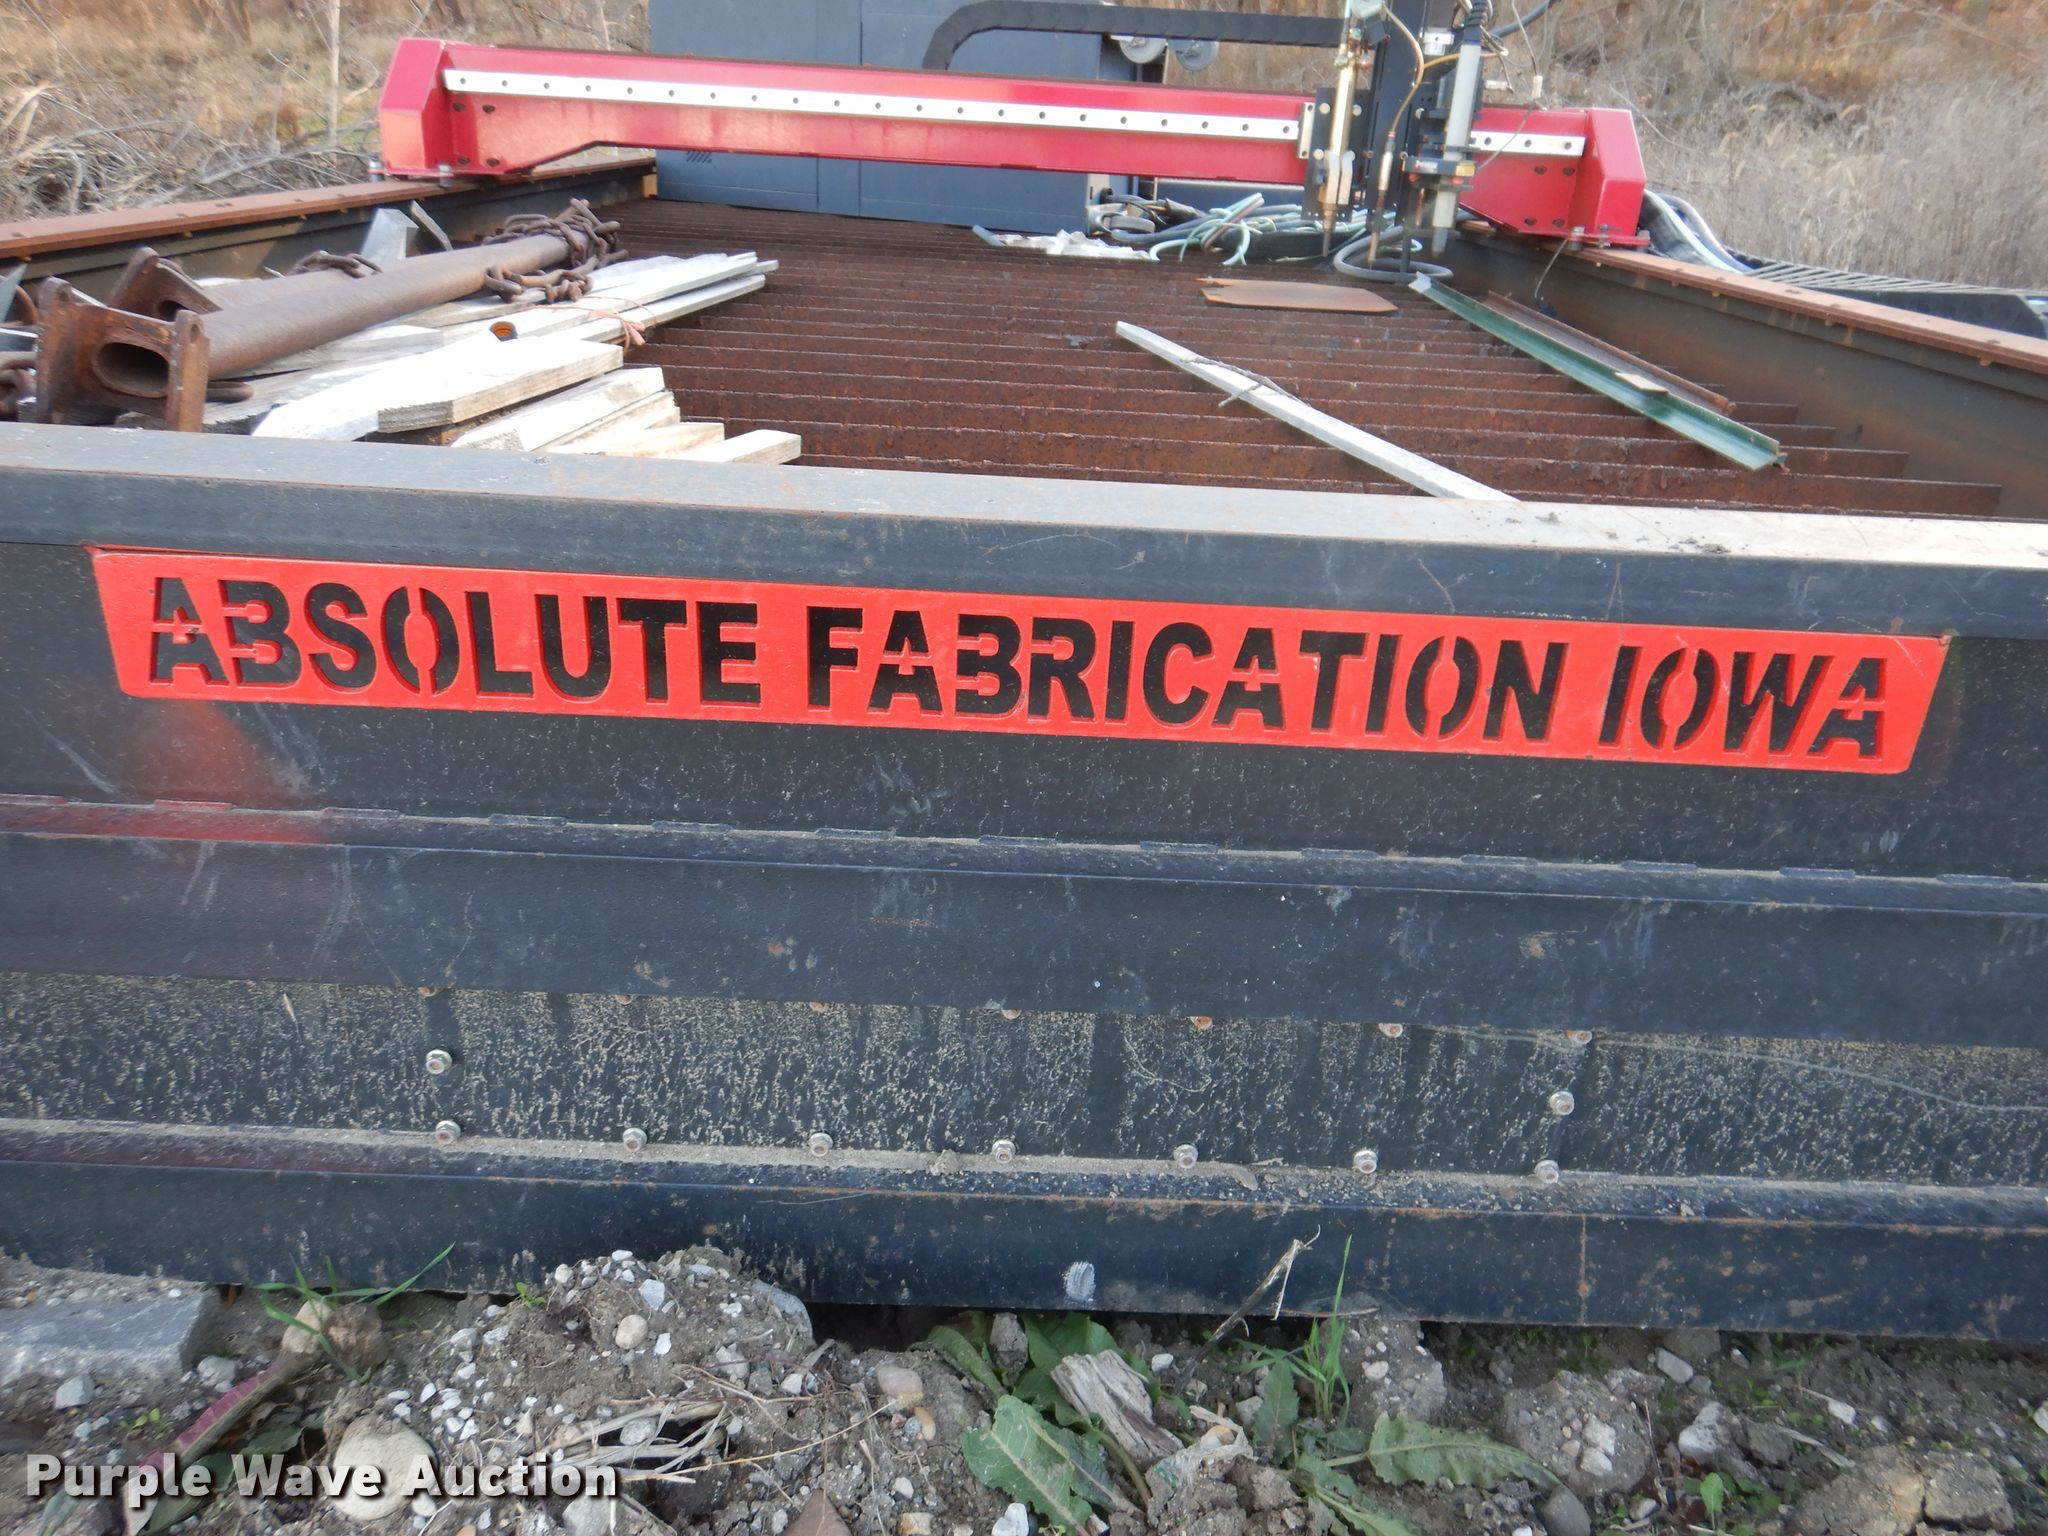 ABSOLUTE FABRICATION IOWA
Purple Wave Auction